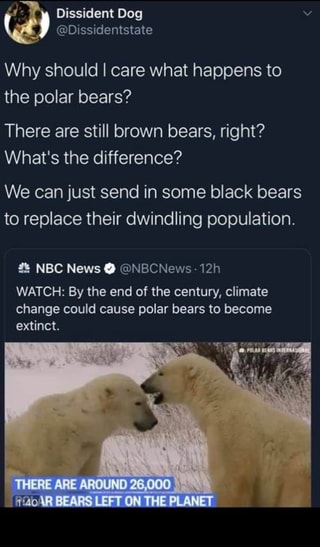 Dissident Dog
@Dissidentstate
Why should I care what happens to
the polar bears?
There are still brown bears, right?
What's the difference?
We can just send in some black bears
to replace their dwindling population.
NBC News @NBCNews · 12h
WATCH: By the end of the century, climate
change could cause polar bears to become
extinct.
POLAR BEARS INTERNATIONAL
THERE ARE AROUND 26,000
1:40
BEARS LEFT ON THE PLANET